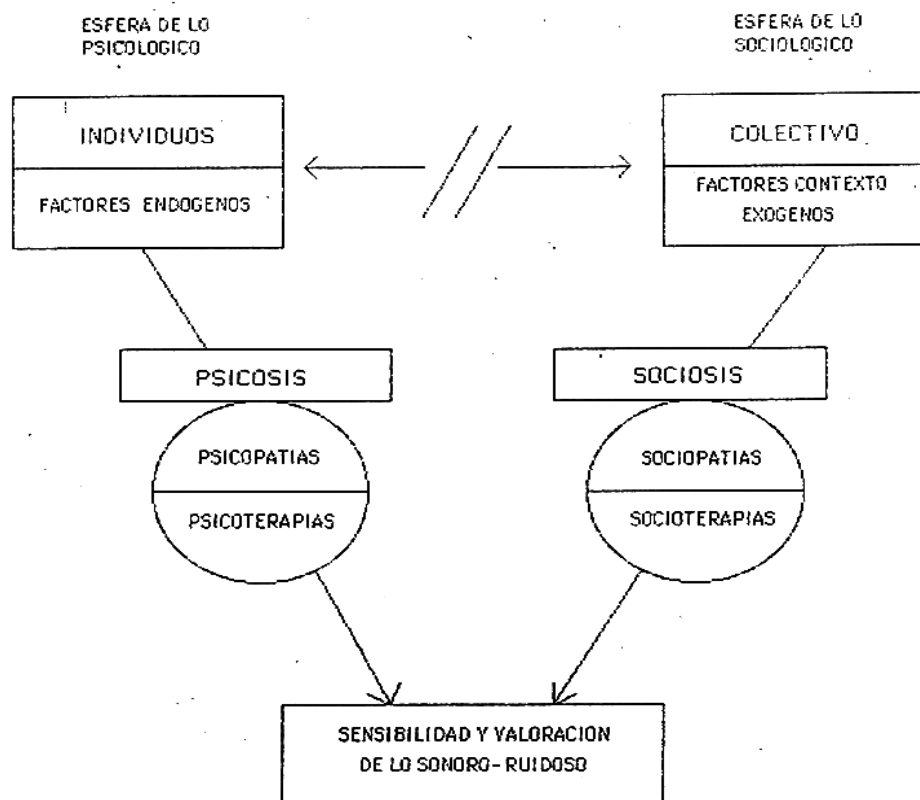 ESFERA DE LO
PSICOLOGICO
ESFERA DE LO
SOCIOLOGICO
INDIVIDUOS
FACTORES ENDOGENOS
COLECTIVO
FACTORES CONTEXTO
EXOGENOS
PSICOSIS
SOCIOSIS
PSICOPATIAS
PSICOTERAPIAS
SOCIOPATIAS
SOCIOTERAPIAS
SENSIBILIDAD Y VALORACION
DE LO SONORO-RUIDOSO